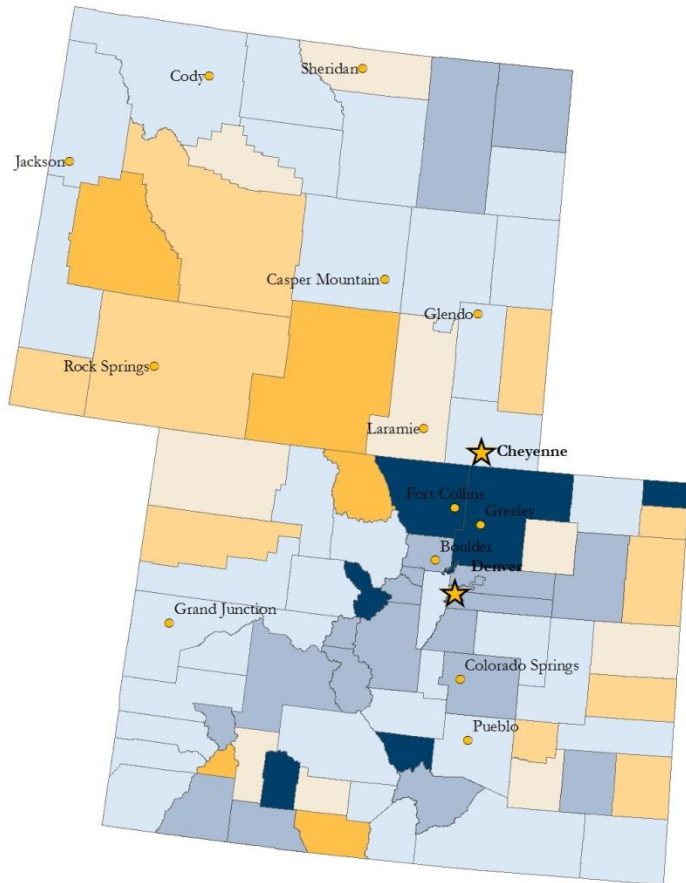 Sheridan
Cody
Jackson
Casper Mountain
Glendo
Rock Springs
Laramie
Cheyenne
Fort Collins
Greeley
Boulder
Denver
Grand Junction
Colorado Springs
Pueblo